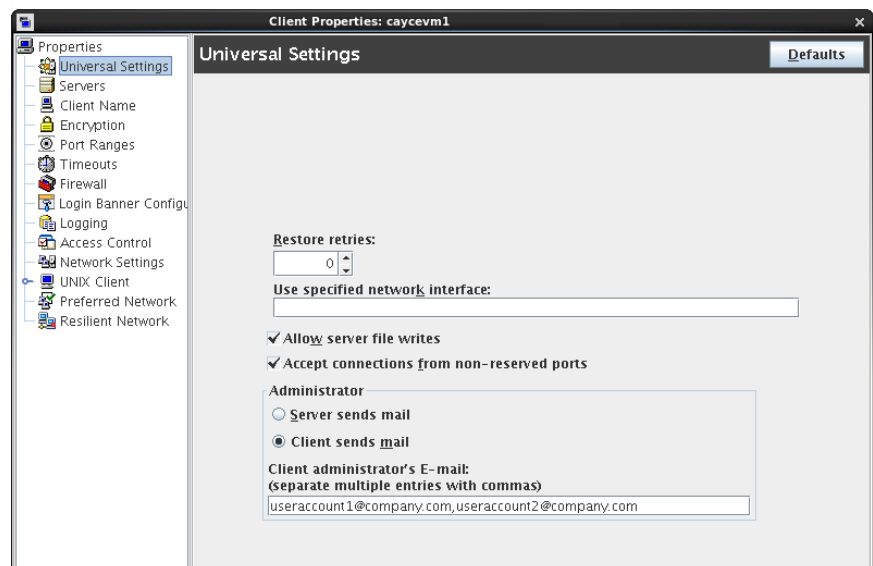 Client Properties: caycevm1
Properties
Universal Settings
Servers
Client Name
Encryption
Port Ranges
Timeouts
Firewall
Login Banner Configu
Logging
Access Control
Network Settings
UNIX Client
Preferred Network
Resilient Network
Universal Settings
Defaults
Restore retries:
0
Use specified network interface:
Allow server file writes
Accept connections from non-reserved ports
Administrator
Server sends mail
Client sends mail
Client administrator's E-mail:
(separate multiple entries with commas)
useraccount1@company.com,useraccount2@company.com